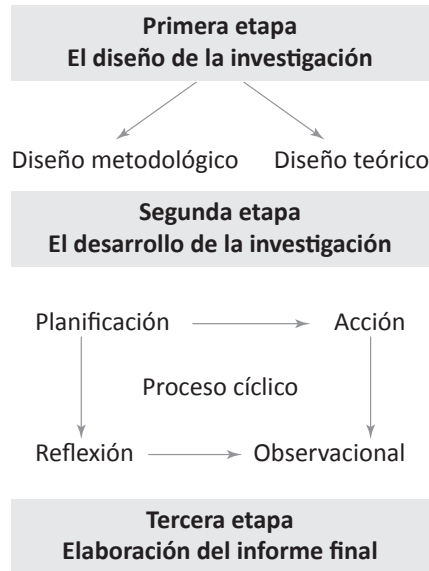 Primera etapa
El diseño de la investigación
Diseño metodológico Diseño teórico
Segunda etapa
El desarrollo de la investigación
Planificación Acción
Proceso cíclico
Reflexión Observacional
Tercera etapa
Elaboración del informe final